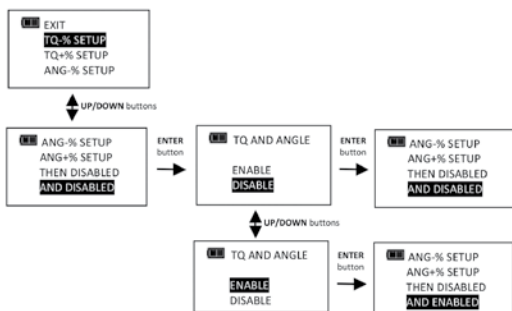 EXIT
TQ-% SETUP
TQ+% SETUP
ANG-% SETUP
UP/DOWN buttons
ANG-% SETUP
ANG+% SETUP
THEN DISABLED
AND DISABLED
ENTER
button
TQ AND ANGLE
ENABLE
DISABLE
ENTER
button
ANG-% SETUP
ANG+% SETUP
THEN DISABLED
AND DISABLED
UP/DOWN buttons
TQ AND ANGLE
ENABLE
DISABLE
ENTER
button
ANG-% SETUP
ANG+% SETUP
THEN DISABLED
AND ENABLED